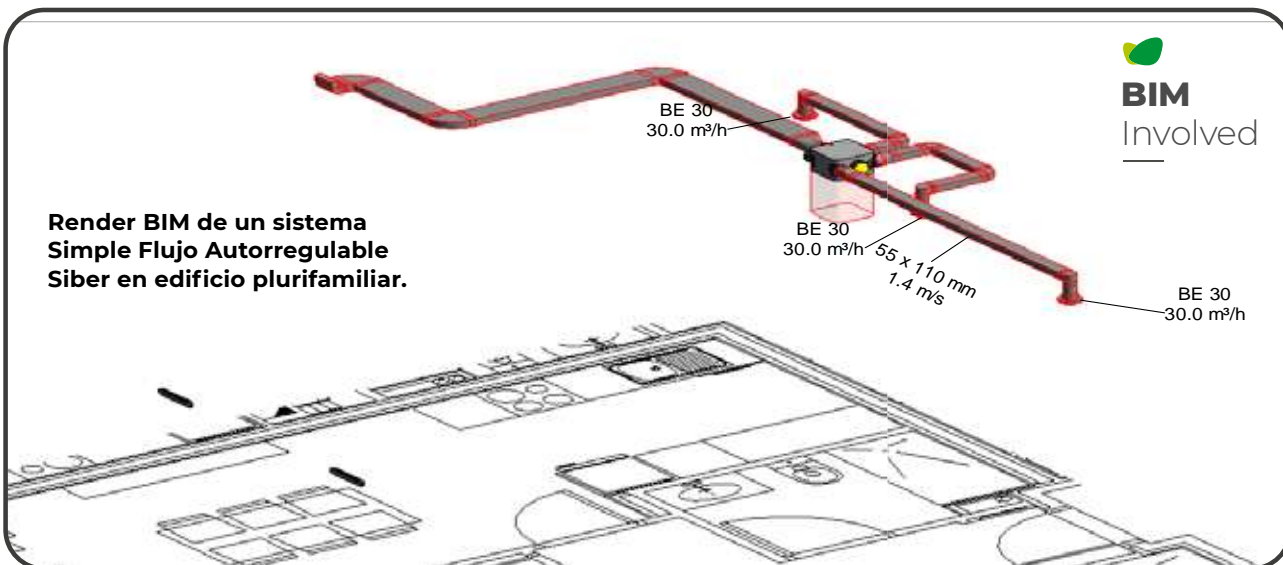 BIM
Involved
BE 30
30.0 m³/h
Render BIM de un sistema
Simple Flujo Autorregulable
Siber en edificio plurifamiliar.
BE 30
30.0 m³/h
55 x 110 mm
1.4 m/s
BE 30
30.0 m³/h